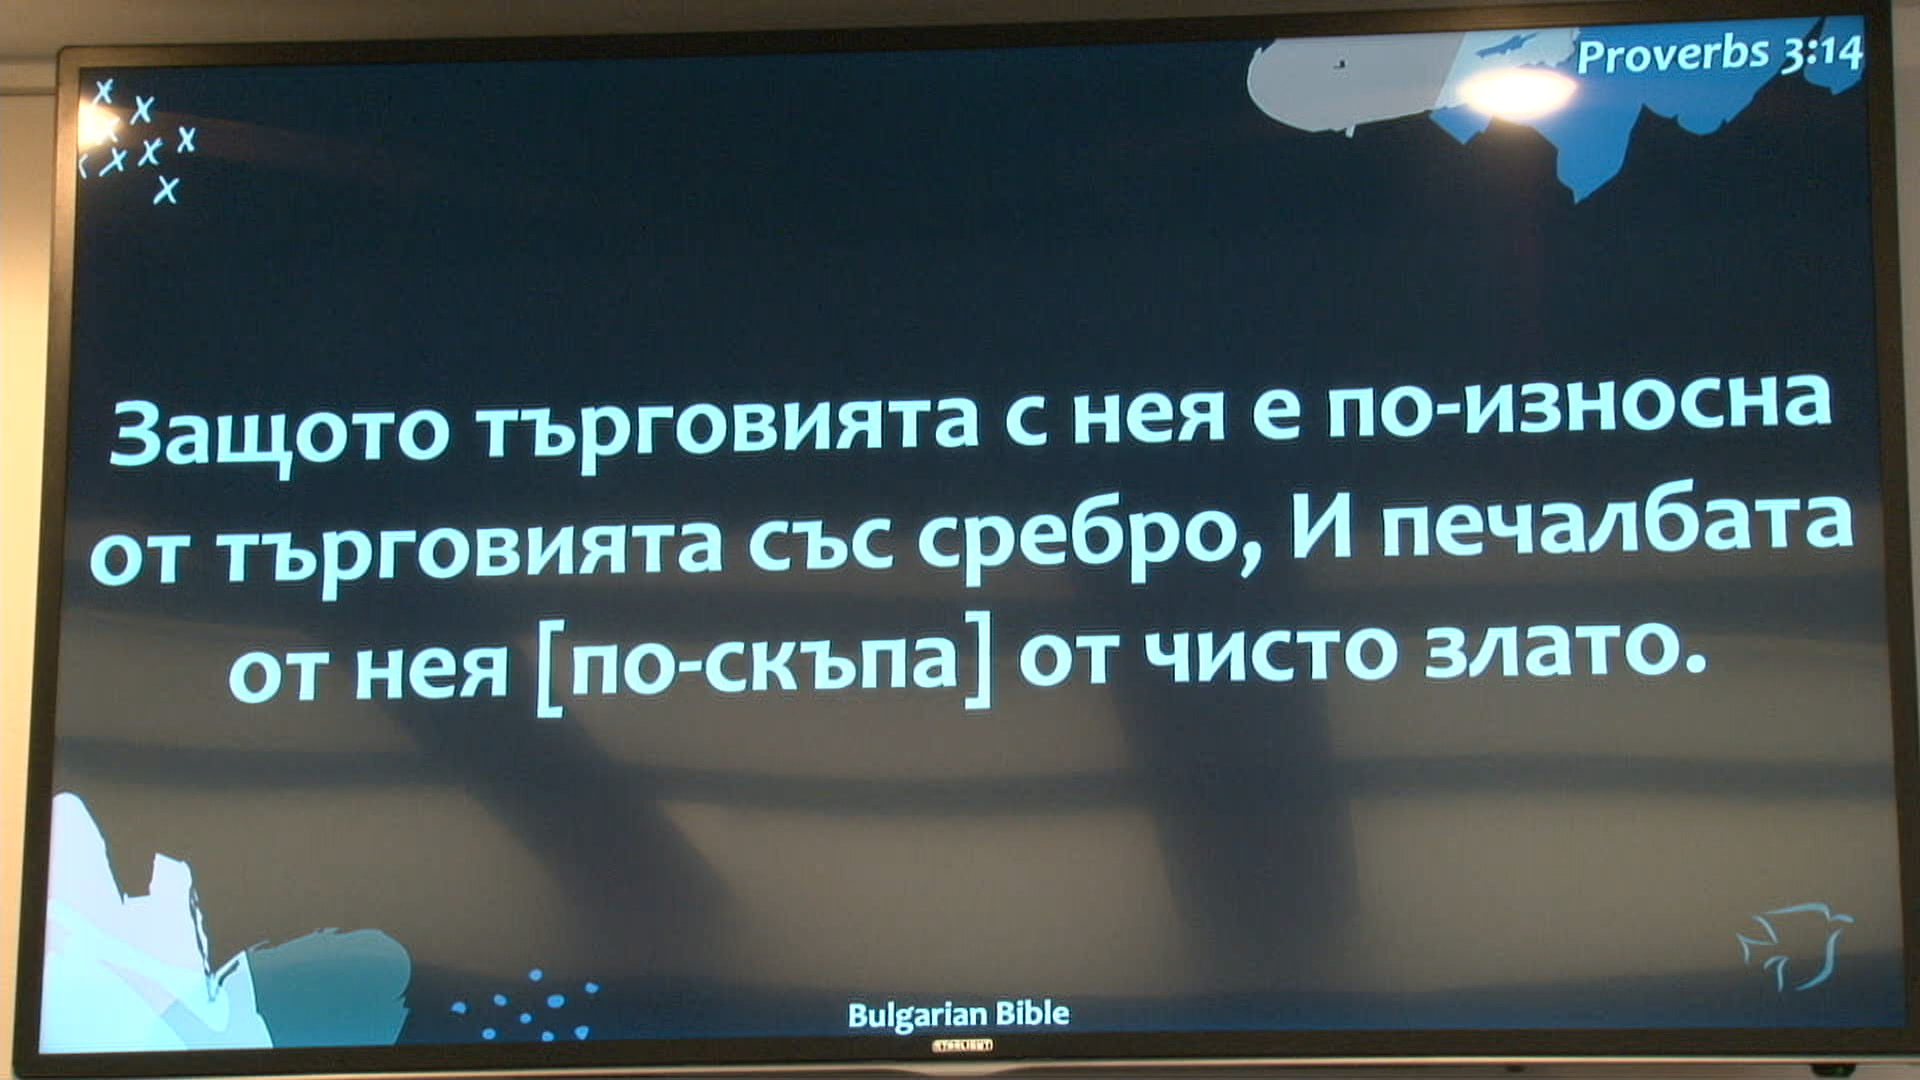 Proverbs 3:14
Защото търговията с нея е по-износна
от търговията със сребро, И печалбата
от нея [по-скъпа] от чисто злато.
Bulgarian Bible
STARLIGHT